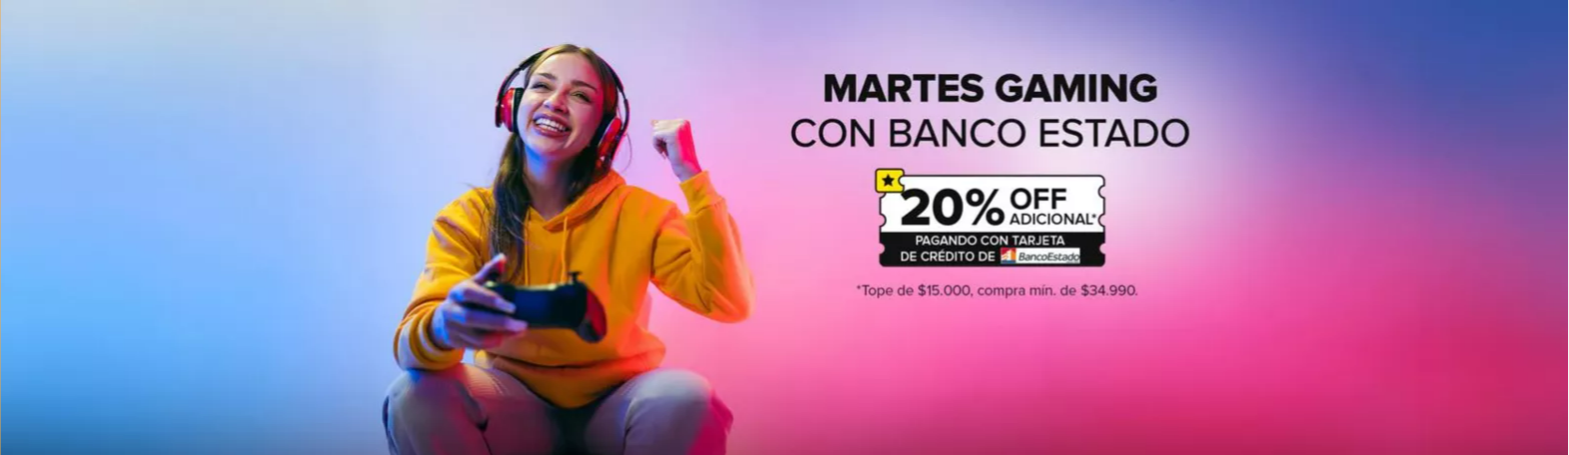 MARTES GAMING
CON BANCO ESTADO
20% OFF
ADICIONAL*
PAGANDO CON TARJETA
DE CRÉDITO DE BancoEstado
*Tope de $15.000, compra mín. de $34.990.